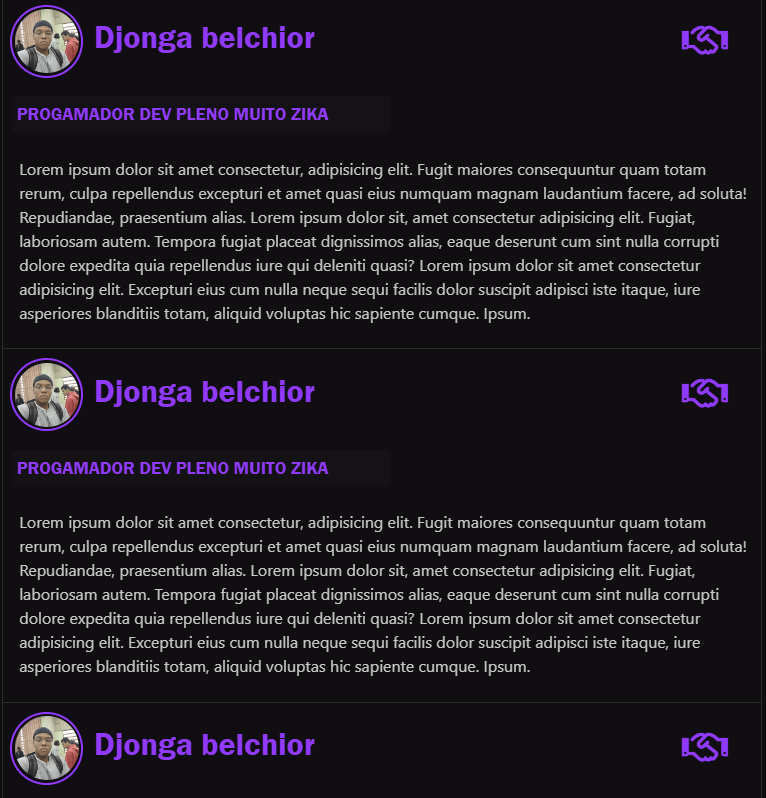 Djonga belchior
PROGAMADOR DEV PLENO MUITO ZIKA
Lorem ipsum dolor sit amet consectetur, adipisicing elit. Fugit maiores consequuntur quam totam
rerum, culpa repellendus excepturi et amet quasi eius numquam magnam laudantium facere, ad soluta!
Repudiandae, praesentium alias. Lorem ipsum dolor sit, amet consectetur adipisicing elit. Fugiat,
laboriosam autem. Tempora fugiat placeat dignissimos alias, eaque deserunt cum sint nulla corrupti
dolore expedita quia repellendus iure qui deleniti quasi? Lorem ipsum dolor sit amet consectetur
adipisicing elit. Excepturi eius cum nulla neque sequi facilis dolor suscipit adipisci iste itaque, iure
asperiores blanditiis totam, aliquid voluptas hic sapiente cumque. Ipsum.
Djonga belchior
PROGAMADOR DEV PLENO MUITO ZIKA
Lorem ipsum dolor sit amet consectetur, adipisicing elit. Fugit maiores consequuntur quam totam
rerum, culpa repellendus excepturi et amet quasi eius numquam magnam laudantium facere, ad soluta!
Repudiandae, praesentium alias. Lorem ipsum dolor sit, amet consectetur adipisicing elit. Fugiat,
laboriosam autem. Tempora fugiat placeat dignissimos alias, eaque deserunt cum sint nulla corrupti
dolore expedita quia repellendus iure qui deleniti quasi? Lorem ipsum dolor sit amet consectetur
adipisicing elit. Excepturi eius cum nulla neque sequi facilis dolor suscipit adipisci iste itaque, iure
asperiores blanditiis totam, aliquid voluptas hic sapiente cumque. Ipsum.
Djonga belchior